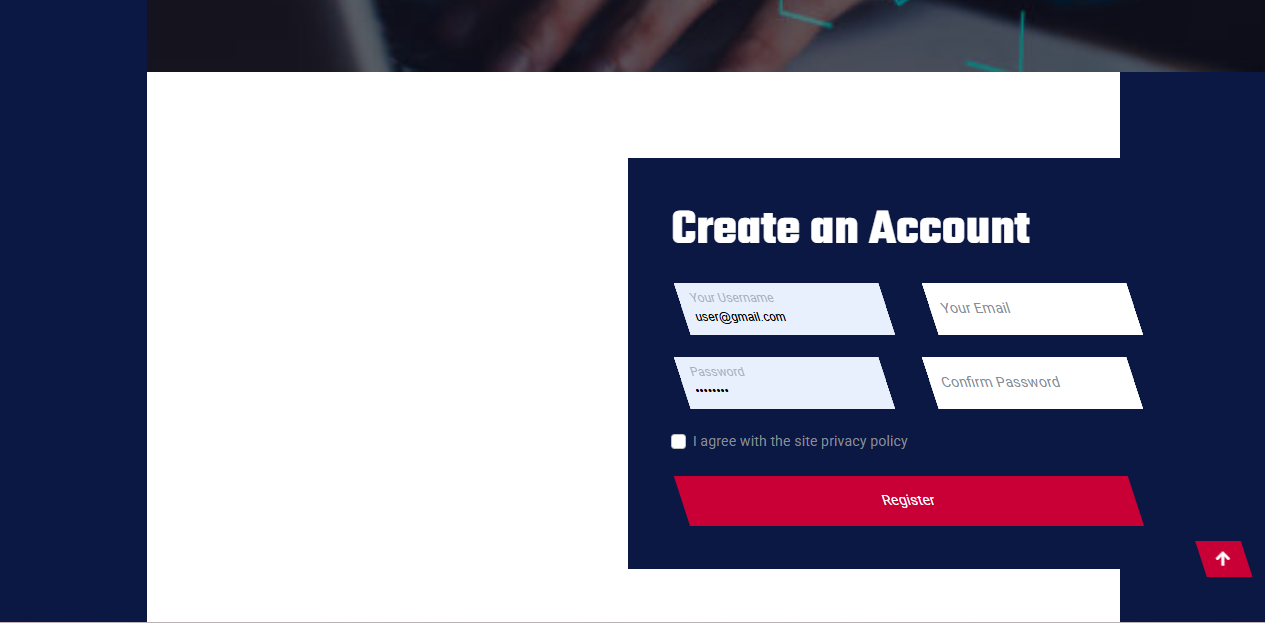 Create an Account
Your Username
user@gmail.com
Your Email
Password
••••••••
Confirm Password
I agree with the site privacy policy
Register